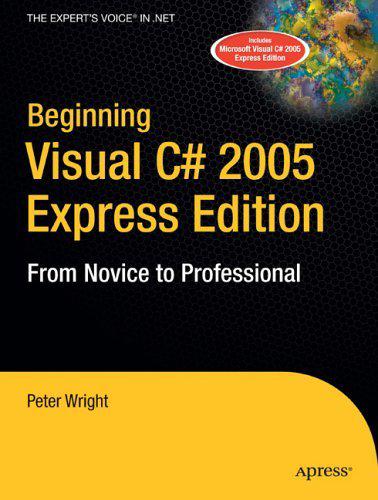 THE EXPERT'S VOICE® IN .NET
Includes
Microsoft Visual C# 2005
Express Edition
Beginning
Visual C# 2005
Express Edition
From Novice to Professional
Peter Wright
Apress®